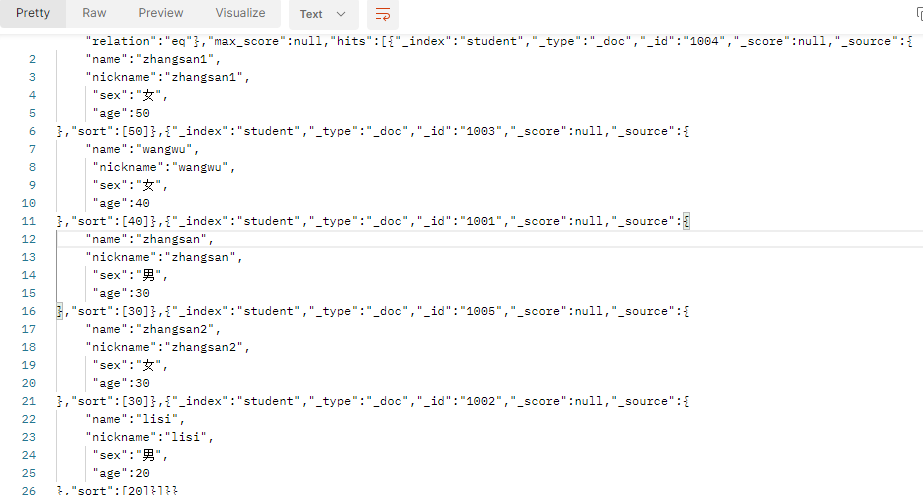 Pretty Raw Preview Visualize Text
"relation":"eq"},"max_score":null,"hits":[{"_index":"student","_type":"_doc","_id":"1004","_score":null,"_source":{
2 "name":"zhangsan1",
3 "nickname":"zhangsan1",
4 "sex":"女",
5 "age":50
6 },"sort":[50]},{"_index":"student","_type":"_doc","_id":"1003","_score":null,"_source":{
7 "name":"wangwu",
8 "nickname":"wangwu",
9 "sex":"女",
10 "age":40
11 },"sort":[40]},{"_index":"student","_type":"_doc","_id":"1001","_score":null,"_source":{
12 "name":"zhangsan",
13 "nickname":"zhangsan",
14 "sex":"男",
15 "age":30
16 },"sort":[30]},{"_index":"student","_type":"_doc","_id":"1005","_score":null,"_source":{
17 "name":"zhangsan2",
18 "nickname":"zhangsan2",
19 "sex":"女",
20 "age":30
21 },"sort":[30]},{"_index":"student","_type":"_doc","_id":"1002","_score":null,"_source":{
22 "name":"lisi",
23 "nickname":"lisi",
24 "sex":"男",
25 "age":20
26 },"sort":[20]}]}}